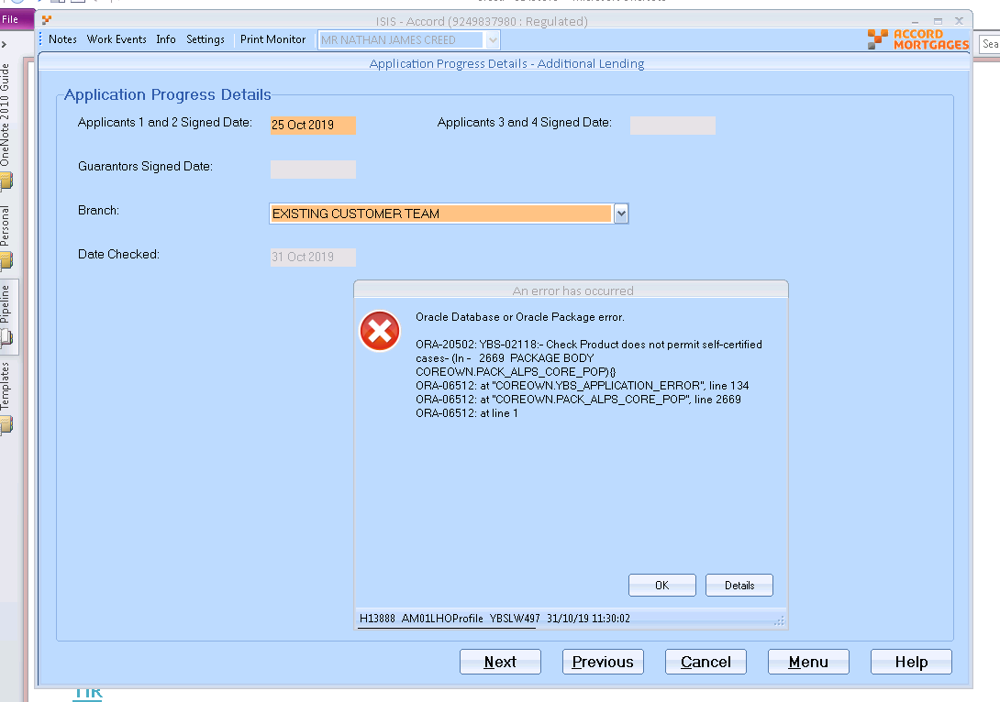 File
ISIS - Accord (9249837980 : Regulated)
Notes Work Events Info Settings Print Monitor MR NATHAN JAMES CREED
ACCORD
MORTGAGES
Sea
Application Progress Details - Additional Lending
OneNote 2010 Guide
Personal
Pipeline
Templates
Application Progress Details
Applicants 1 and 2 Signed Date: 25 Oct 2019 Applicants 3 and 4 Signed Date:
Guarantors Signed Date:
Branch: EXISTING CUSTOMER TEAM
Date Checked: 31 Oct 2019
An error has occurred
Oracle Database or Oracle Package error.
ORA-20502: YBS-02118:- Check Product does not permit self-certified
cases- (In - 2669 PACKAGE BODY
COREOWN.PACK_ALPS_CORE_POP){}
ORA-06512: at "COREOWN.YBS_APPLICATION_ERROR", line 134
ORA-06512: at "COREOWN.PACK_ALPS_CORE_POP", line 2669
ORA-06512: at line 1
OK Details
H13888 AM01LHOProfile YBSLW497 31/10/19 11:30:02
Next Previous Cancel Menu Help